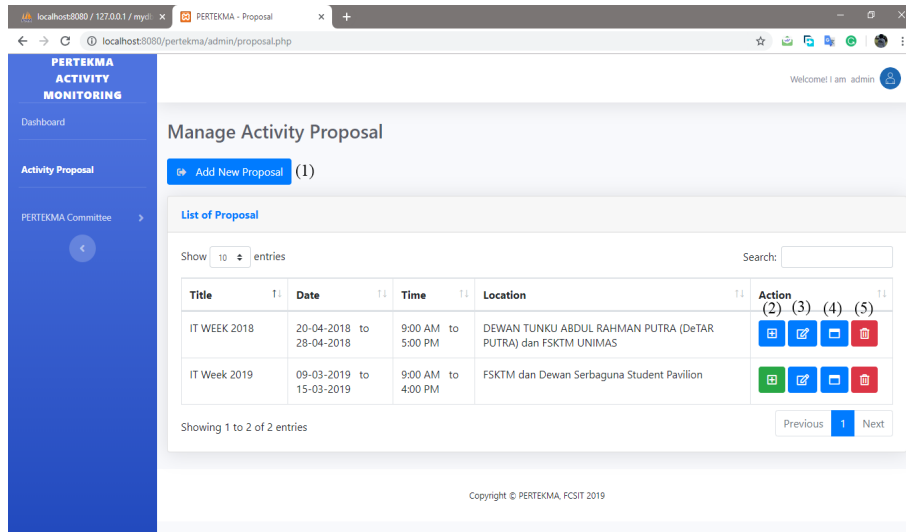 localhost:8080 / 127.0.0.1 / myd
PERTEKMA - Proposal
localhost:8080/pertekma/admin/proposal.php
PERTEKMA
ACTIVITY
MONITORING
Welcome! I am admin
Dashboard
Activity Proposal
PERTEKMA Committee
Manage Activity Proposal
Add New Proposal (1)
List of Proposal
Show 10 entries
Search:
Title Date Time Location Action
(2) (3) (4) (5)
IT WEEK 2018 20-04-2018 to 9:00 AM to DEWAN TUNKU ABDUL RAHMAN PUTRA (DeTAR
28-04-2018 5:00 PM PUTRA) dan FSKTM UNIMAS
IT Week 2019 09-03-2019 to 9:00 AM to FSKTM dan Dewan Serbaguna Student Pavilion
15-03-2019 4:00 PM
Showing 1 to 2 of 2 entries
Previous 1 Next
Copyright © PERTEKMA, FCSIT 2019